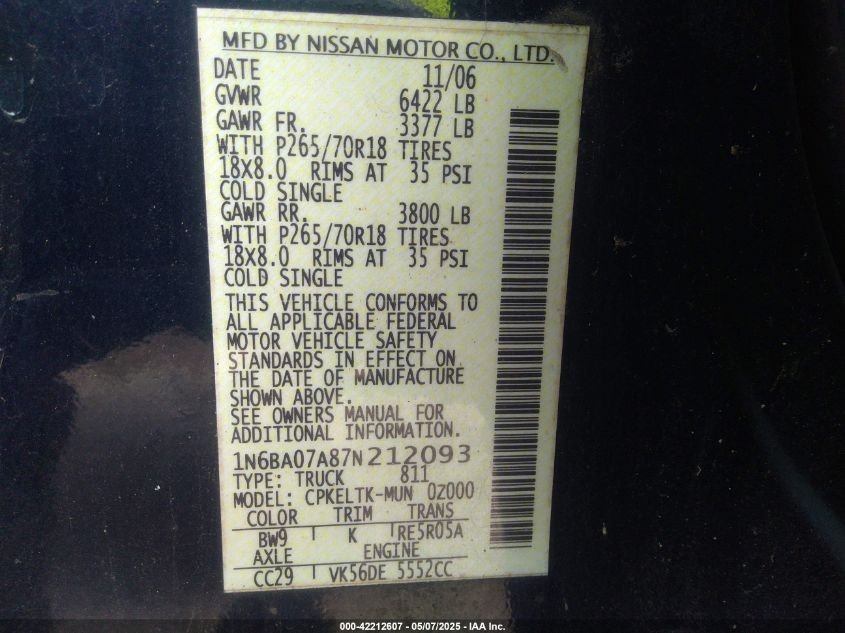 MFD BY NISSAN MOTOR CO., LTD.
DATE 11/06
GVWR 6422 LB
GAWR FR. 3377 LB
WITH P265/70R18 TIRES
18X8.0 RIMS AT 35 PSI
COLD SINGLE
GAWR RR. 3800 LB
WITH P265/70R18 TIRES
18X8.0 RIMS AT 35 PSI
COLD SINGLE
THIS VEHICLE CONFORMS TO
ALL APPLICABLE FEDERAL
MOTOR VEHICLE SAFETY
STANDARDS IN EFFECT ON
THE DATE OF MANUFACTURE
SHOWN ABOVE.
SEE OWNERS MANUAL FOR
ADDITIONAL INFORMATION.
1N6BA07A87N212093
TYPE: TRUCK 811
MODEL: CPKELTK-MUN 0Z000
COLOR TRIM TRANS
BW9 K RE5R05A
AXLE ENGINE
CC29 VK56DE 5552CC
000-42212607 - 05/07/2025 - IAA Inc.